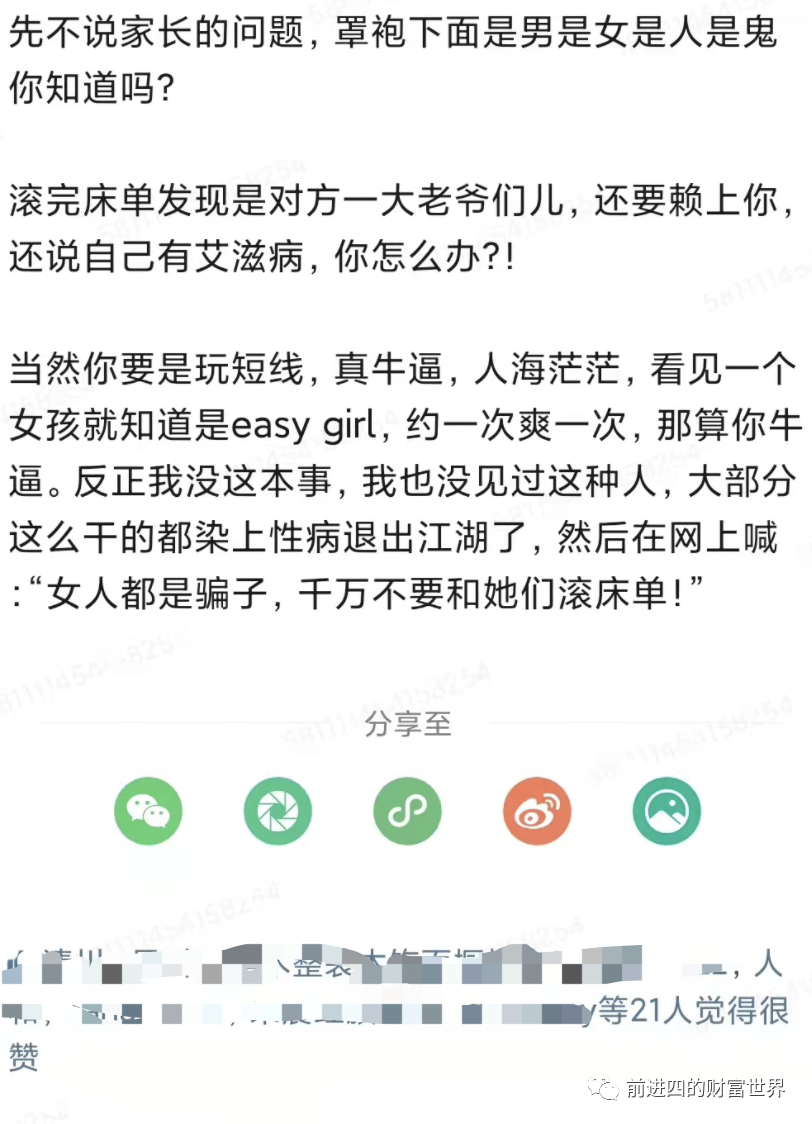 先不说家长的问题，罩袍下面是男是女是人是鬼
你知道吗？
滚完床单发现是对方一大老爷们儿，还要赖上你，
还说自己有艾滋病，你怎么办？！
当然你要是玩短线，真牛逼，人海茫茫，看见一个
女孩就知道是easy girl，约一次爽一次，那算你牛
逼。反正我没这本事，我也没见过这种人，大部分
这么干的都染上性病退出江湖了，然后在网上喊
：“女人都是骗子，千万不要和她们滚床单！”
分享至
，人
y等21人觉得很
赞
前进四的财富世界